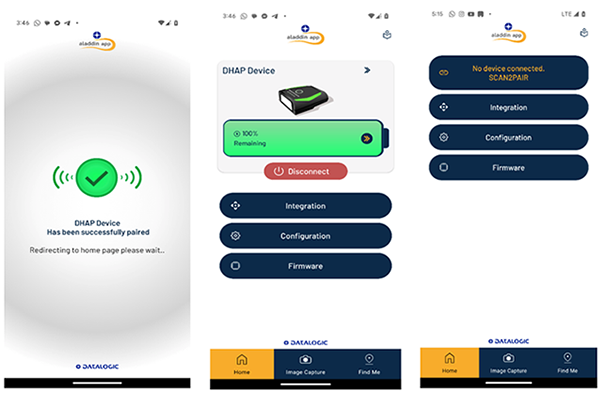 3:46
aladdin app
DHAP Device
Has been successfully paired
Redirecting to home page please wait..
DATALOGIC
3:46
aladdin app
DHAP Device
100%
Remaining
Disconnect
Integration
Configuration
Firmware
DATALOGIC
Home
Image Capture
Find Me
5:15
LTE
aladdin app
No device connected.
SCAN2PAIR
Integration
Configuration
Firmware
DATALOGIC
Home
Image Capture
Find Me